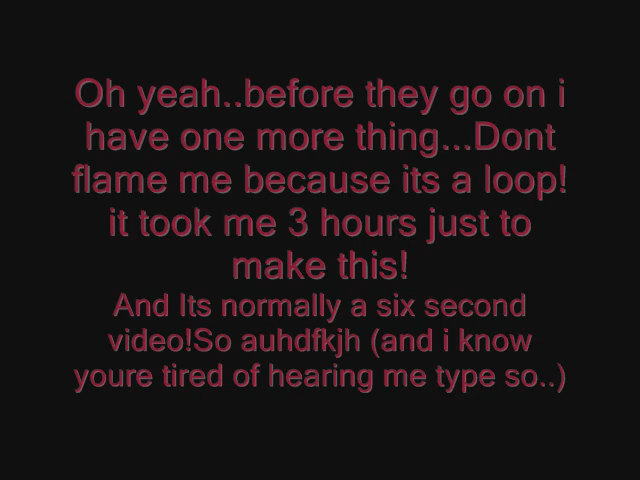 Oh yeah..before they go on i
have one more thing...Dont
flame me because its a loop!
it took me 3 hours just to
make this!
And Its normally a six second
video!So auhdfkjh (and i know
youre tired of hearing me type so..)